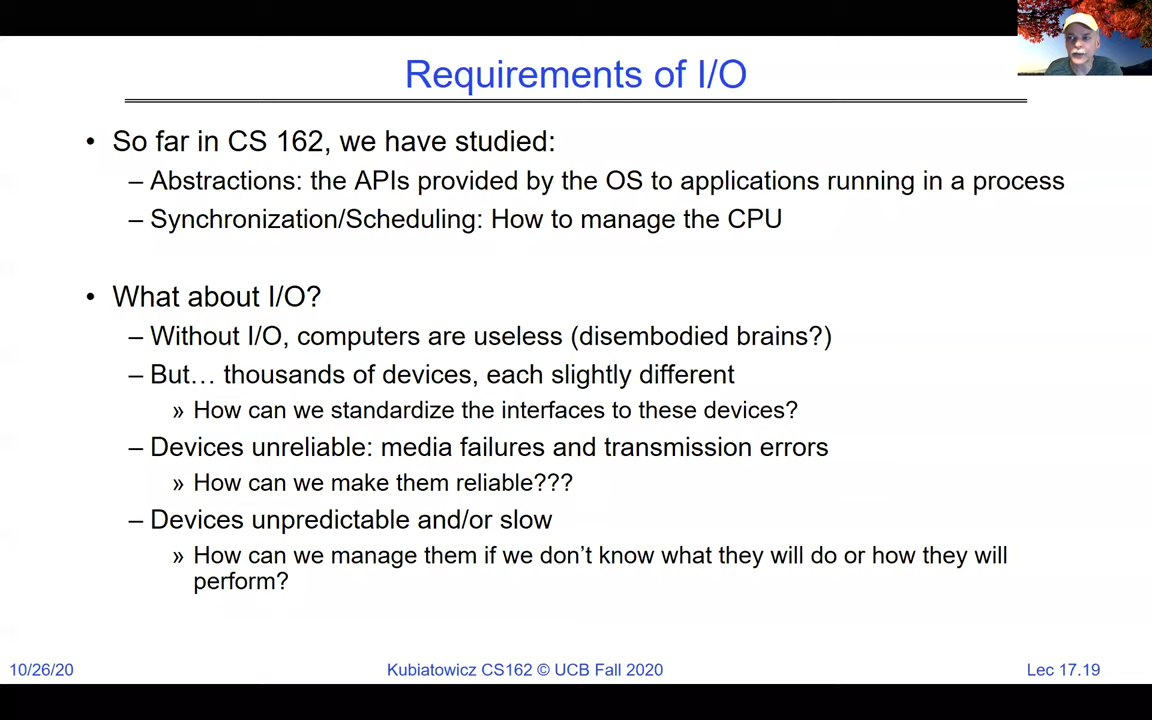 Requirements of I/O
• So far in CS 162, we have studied:
– Abstractions: the APIs provided by the OS to applications running in a process
– Synchronization/Scheduling: How to manage the CPU
• What about I/O?
– Without I/O, computers are useless (disembodied brains?)
– But… thousands of devices, each slightly different
» How can we standardize the interfaces to these devices?
– Devices unreliable: media failures and transmission errors
» How can we make them reliable???
– Devices unpredictable and/or slow
» How can we manage them if we don’t know what they will do or how they will
perform?
10/26/20
Kubiatowicz CS162 © UCB Fall 2020
Lec 17.19